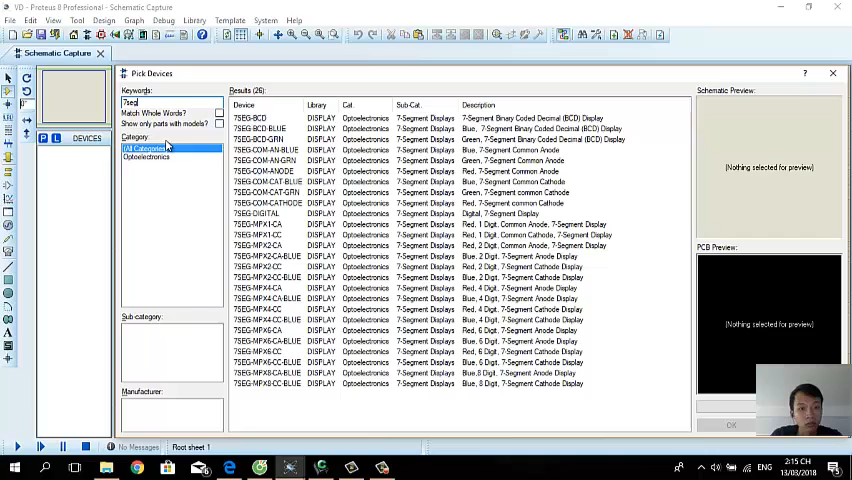 VD - Proteus 8 Professional - Schematic Capture
File Edit View Tool Design Graph Debug Library Template System Help
Schematic Capture
Pick Devices
Keywords:
7seg
Match Whole Words?
Show only parts with models?
Category:
(All Categories)
Optoelectronics
Sub-category:
Manufacturer:
P L DEVICES
Results (26):
Device Library Cat. Sub-Cat. Description
7SEG-BCD DISPLAY Optoelectronics 7-Segment Displays 7-Segment Binary Coded Decimal (BCD) Display
7SEG-BCD-BLUE DISPLAY Optoelectronics 7-Segment Displays Blue, 7-Segment Binary Coded Decimal (BCD) Display
7SEG-BCD-GRN DISPLAY Optoelectronics 7-Segment Displays Green, 7-Segment Binary Coded Decimal (BCD) Display
7SEG-COM-AN-BLUE DISPLAY Optoelectronics 7-Segment Displays Blue, 7-Segment Common Anode
7SEG-COM-AN-GRN DISPLAY Optoelectronics 7-Segment Displays Green, 7-Segment Common Anode
7SEG-COM-ANODE DISPLAY Optoelectronics 7-Segment Displays Red, 7-Segment Common Anode
7SEG-COM-CAT-BLUE DISPLAY Optoelectronics 7-Segment Displays Blue, 7-Segment Common Cathode
7SEG-COM-CAT-GRN DISPLAY Optoelectronics 7-Segment Displays Green, 7-Segment common Cathode
7SEG-COM-CATHODE DISPLAY Optoelectronics 7-Segment Displays Red, 7-Segment common Cathode
7SEG-DIGITAL DISPLAY Optoelectronics 7-Segment Displays Digital, 7-Segment Display
7SEG-MPX1-CA DISPLAY Optoelectronics 7-Segment Displays Red, 1 Digit, Common Anode, 7-Segment Display
7SEG-MPX1-CC DISPLAY Optoelectronics 7-Segment Displays Red, 1 Digit, Common Cathode, 7-Segment Display
7SEG-MPX2-CA DISPLAY Optoelectronics 7-Segment Displays Red, 2 Digit, Common Anode, 7-Segment Display
7SEG-MPX2-CA-BLUE DISPLAY Optoelectronics 7-Segment Displays Blue, 2 Digit, 7-Segment Anode Display
7SEG-MPX2-CC DISPLAY Optoelectronics 7-Segment Displays Red, 2 Digit, 7-Segment Cathode Display
7SEG-MPX2-CC-BLUE DISPLAY Optoelectronics 7-Segment Displays Blue, 2 Digit, 7-Segment Cathode Display
7SEG-MPX4-CA DISPLAY Optoelectronics 7-Segment Displays Red, 4 Digit, 7-Segment Anode Display
7SEG-MPX4-CA-BLUE DISPLAY Optoelectronics 7-Segment Displays Blue, 4 Digit, 7-Segment Anode Display
7SEG-MPX4-CC DISPLAY Optoelectronics 7-Segment Displays Red, 4 Digit, 7-Segment Cathode Display
7SEG-MPX4-CC-BLUE DISPLAY Optoelectronics 7-Segment Displays Blue, 4 Digit, 7-Segment Cathode Display
7SEG-MPX6-CA DISPLAY Optoelectronics 7-Segment Displays Red, 6 Digit, 7-Segment Anode Display
7SEG-MPX6-CA-BLUE DISPLAY Optoelectronics 7-Segment Displays Blue, 6 Digit, 7-Segment Anode Display
7SEG-MPX6-CC DISPLAY Optoelectronics 7-Segment Displays Red, 6 Digit, 7-Segment Cathode Display
7SEG-MPX6-CC-BLUE DISPLAY Optoelectronics 7-Segment Displays Blue, 6 Digit, 7-Segment Cathode Display
7SEG-MPX8-CA-BLUE DISPLAY Optoelectronics 7-Segment Displays Blue,8 Digit, 7-Segment Anode Display
7SEG-MPX8-CC-BLUE DISPLAY Optoelectronics 7-Segment Displays Blue, 8 Digit, 7-Segment Cathode Display
Schematic Preview:
(Nothing selected for preview)
PCB Preview:
(Nothing selected for preview)
OK
No Messages Root sheet 1
ENG
2:15 CH
13/03/2018